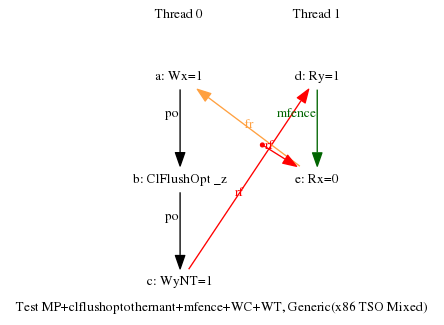 Thread 0 Thread 1
a: Wx=1 d: Ry=1
po mfence
fr
rf
b: ClFlushOpt _z e: Rx=0
rf
po
c: WyNT=1
Test MP+clflushoptothernant+mfence+WC+WT, Generic(x86 TSO Mixed)